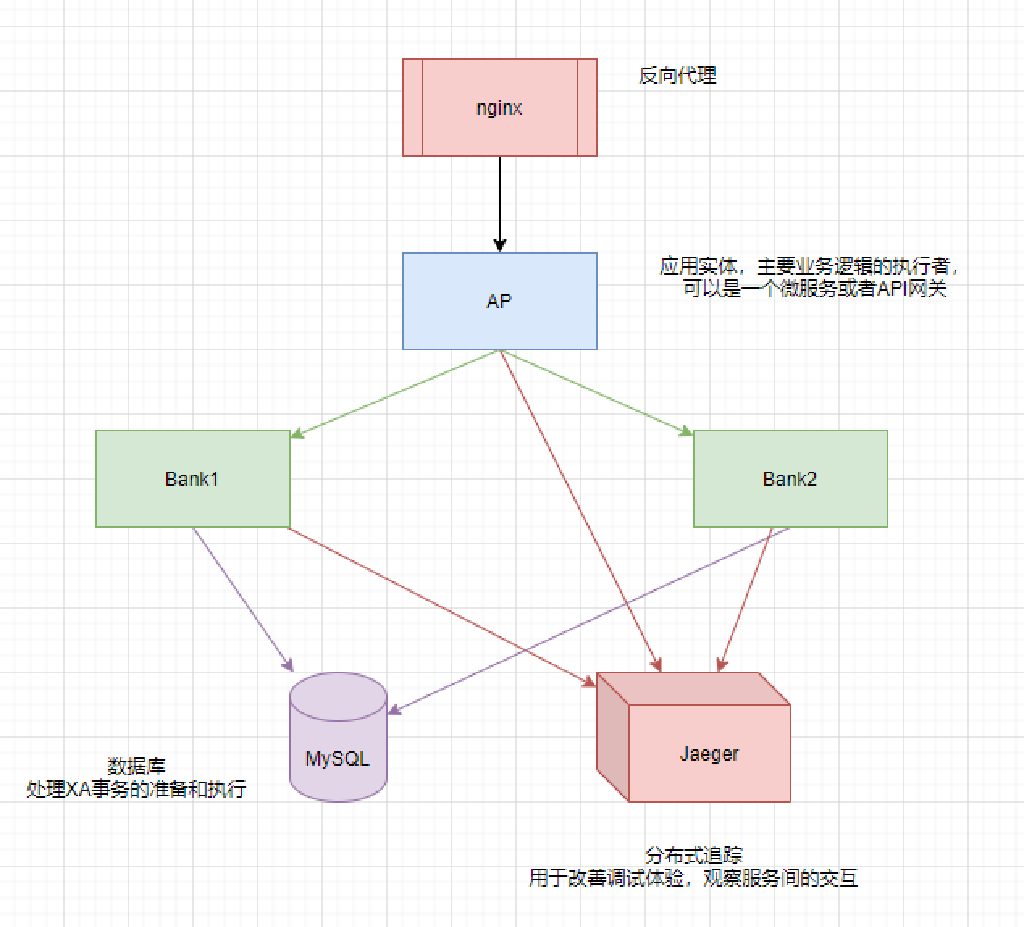 nginx
反向代理
AP
应用实体，主要业务逻辑的执行者，
可以是一个微服务或者API网关
Bank1
Bank2
MySQL
Jaeger
数据库
处理XA事务的准备和执行
分布式追踪
用于改善调试体验，观察服务间的交互